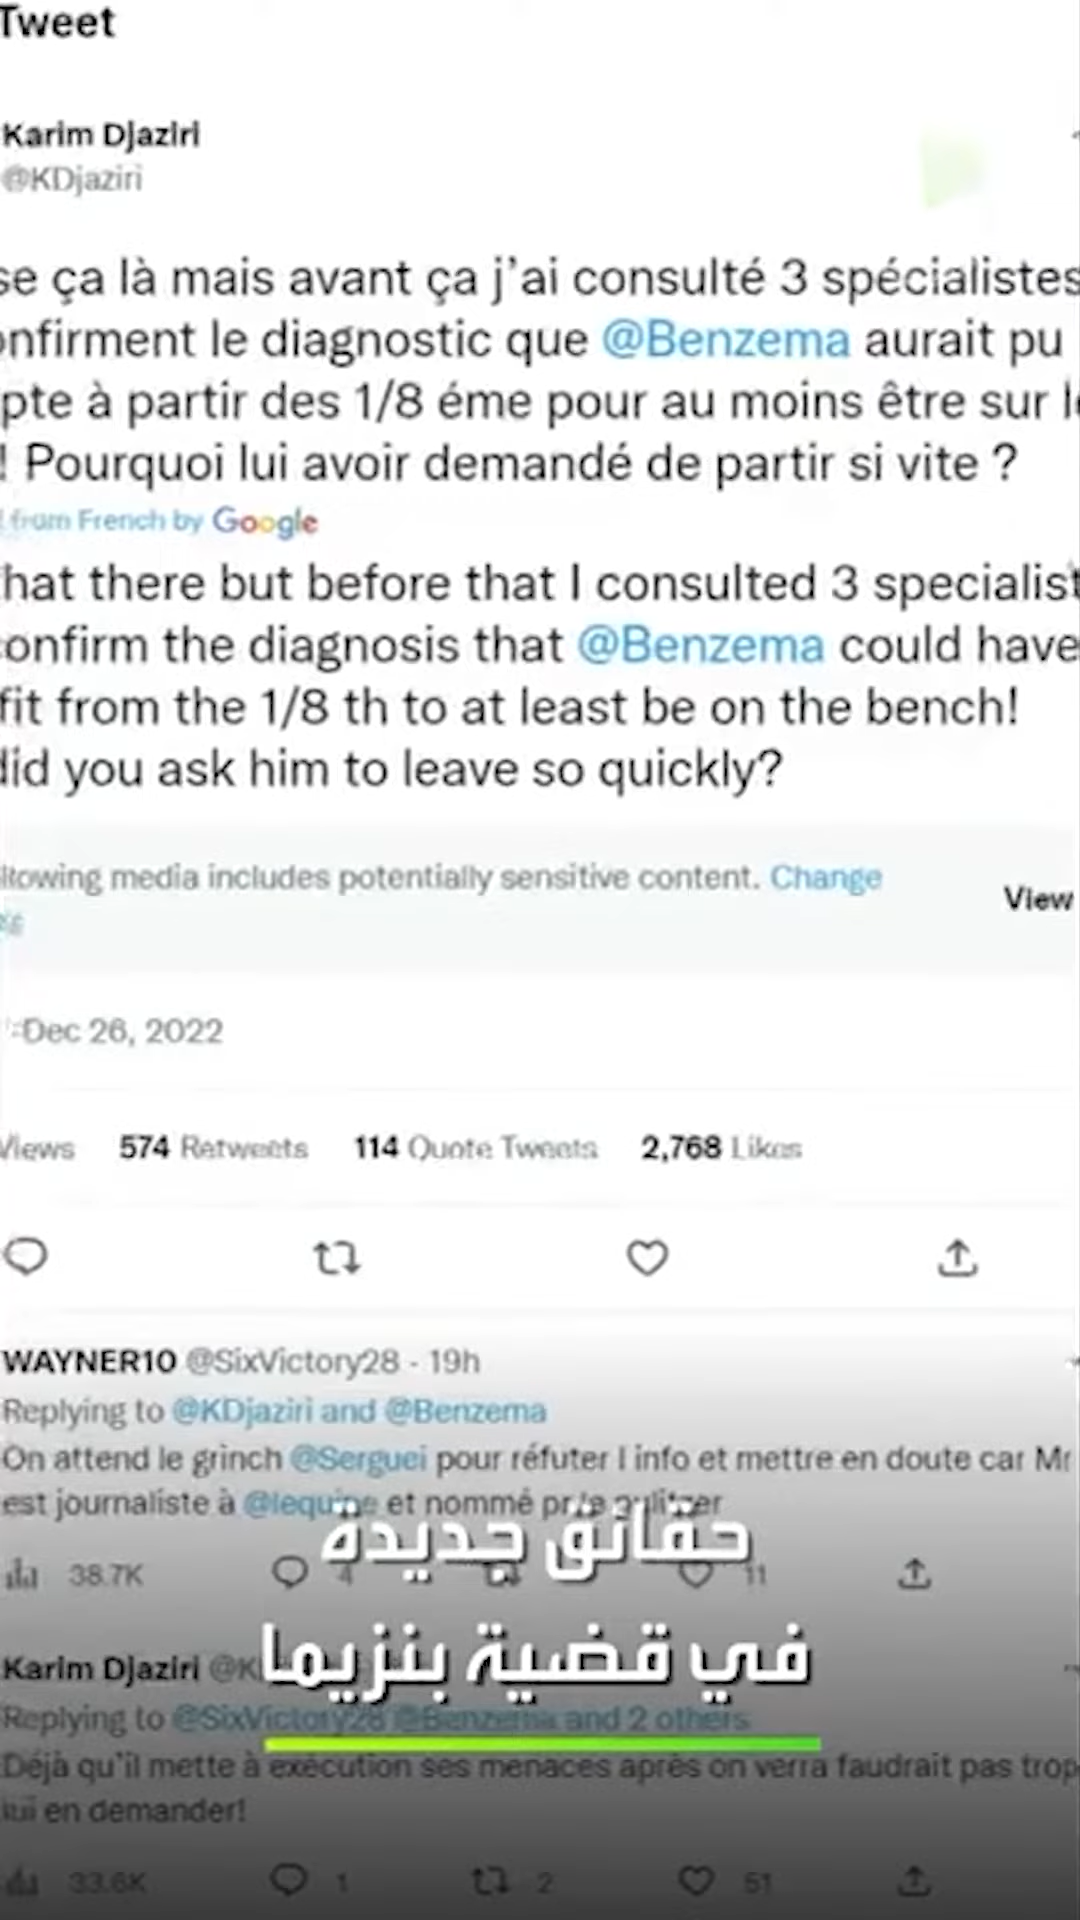 Tweet
Karim Djaziri
@KDjaziri
se ça là mais avant ça j'ai consulté 3 spécialistes
onfirment le diagnostic que @Benzema aurait pu
pte à partir des 1/8 éme pour au moins être sur
! Pourquoi lui avoir demandé de partir si vite ?
from French by Google
hat there but before that I consulted 3 specialist
confirm the diagnosis that @Benzema could have
fit from the 1/8 th to at least be on the bench!
did you ask him to leave so quickly?
llowing media includes potentially sensitive content. Change
View
Dec 26, 2022
Views 574 Retweets 114 Quote Tweets 2,768 Likes
WAYNER10 @SixVictory28 · 19h
Replying to @KDjaziri and @Benzema
On attend le grinch @Serguei pour réfuter l info et mettre en doute car Mr
est journaliste à @lequipe et nommé
حقائق جديدة
38.7K 4 11
في قضية بنزيما
Karim Djaziri
Replying to @SixVictory28 @Benzema and 2 others
Déjà qu'il mette à exécution ses menaces après on verra faudrait pas trop
lui en demander!
33.6K 1 2 51